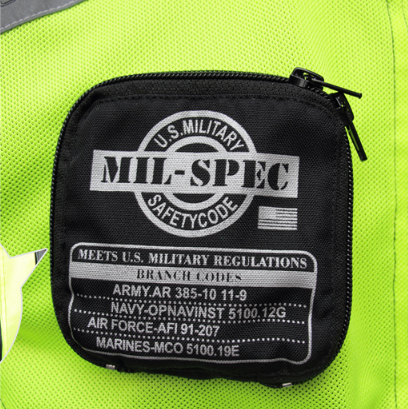 U.S.MILITARY
MIL-SPEC
SAFETYCODE
MEETS U.S. MILITARY REGULATIONS
BRANCH CODES
ARMY.AR 385-10 11-9
NAVY-OPNAVINST 5100.12G
AIR FORCE-AFI 91-207
MARINES-MCO 5100.19E